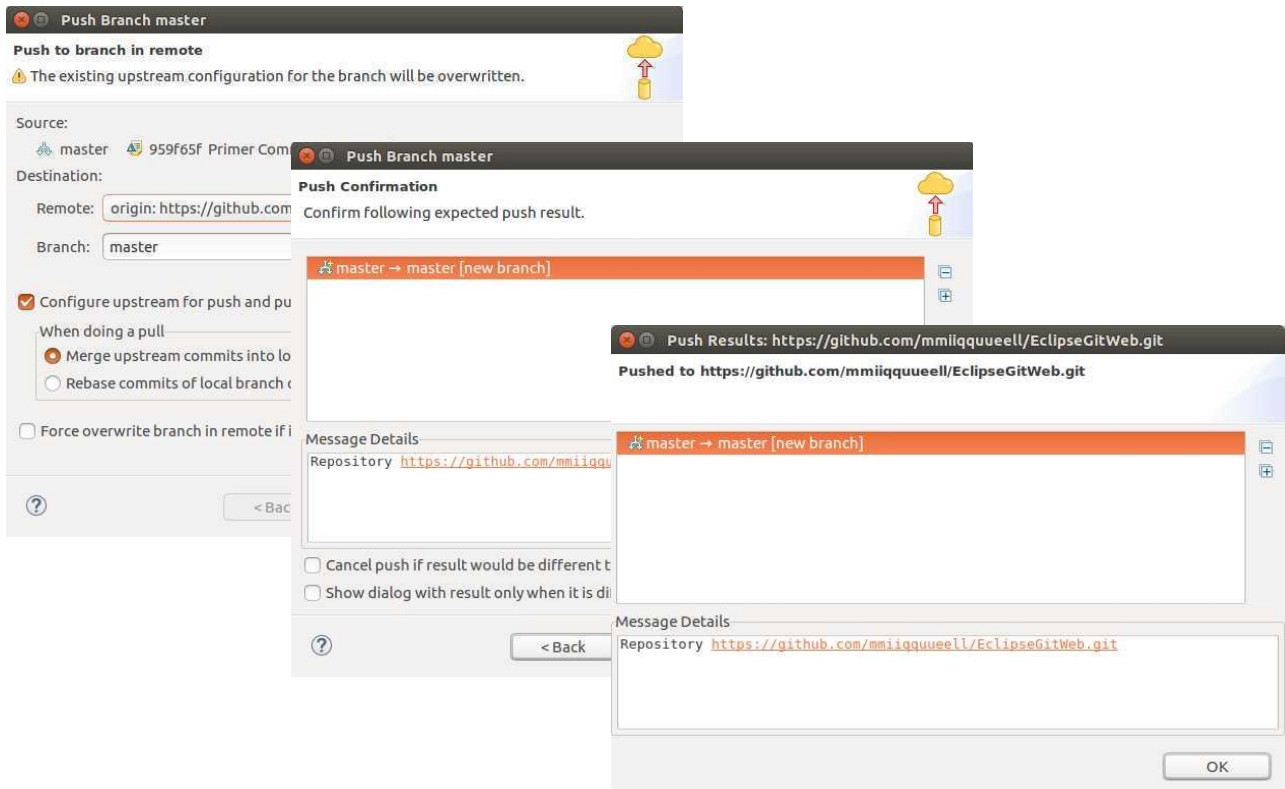 Push Branch master
Push to branch in remote
The existing upstream configuration for the branch will be overwritten.
Source:
master 959f65f Primer Com
Destination:
Remote: origin: https://github.com
Branch: master
Configure upstream for push and pu
When doing a pull
Merge upstream commits into lo
Rebase commits of local branch
Force overwrite branch in remote if
< Bac
Push Branch master
Push Confirmation
Confirm following expected push result.
master → master [new branch]
Message Details
Repository https://github.com/mmiiqqu
Cancel push if result would be different t
Show dialog with result only when it is di
< Back
Push Results: https://github.com/mmiiqquueell/EclipseGitWeb.git
Pushed to https://github.com/mmiiqquueell/EclipseGitWeb.git
master → master [new branch]
Message Details
Repository https://github.com/mmiiqquueell/EclipseGitWeb.git
OK